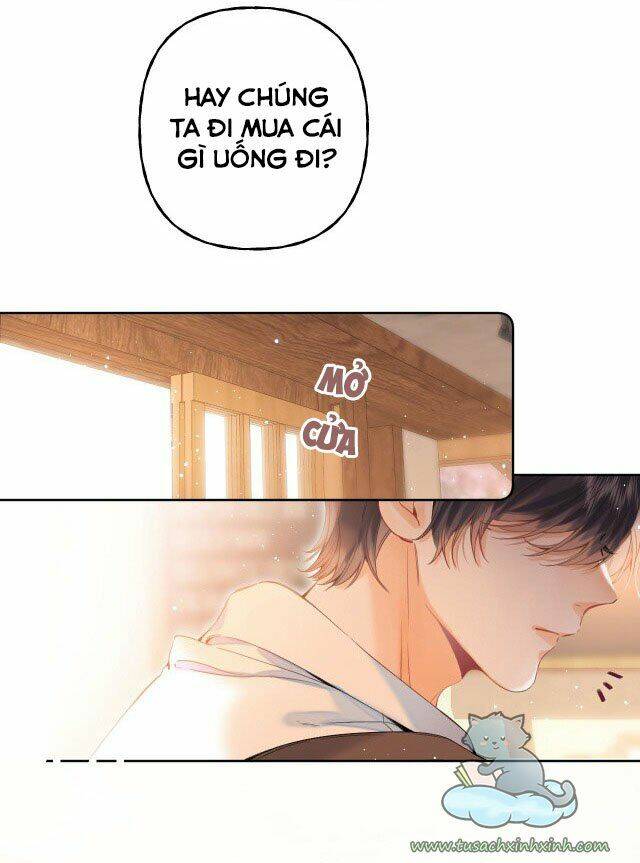 HAY CHÚNG
TA ĐI MUA CÁI
GÌ UỐNG ĐI?
MỞ
CỬA
www.tusachxinhxinh.com